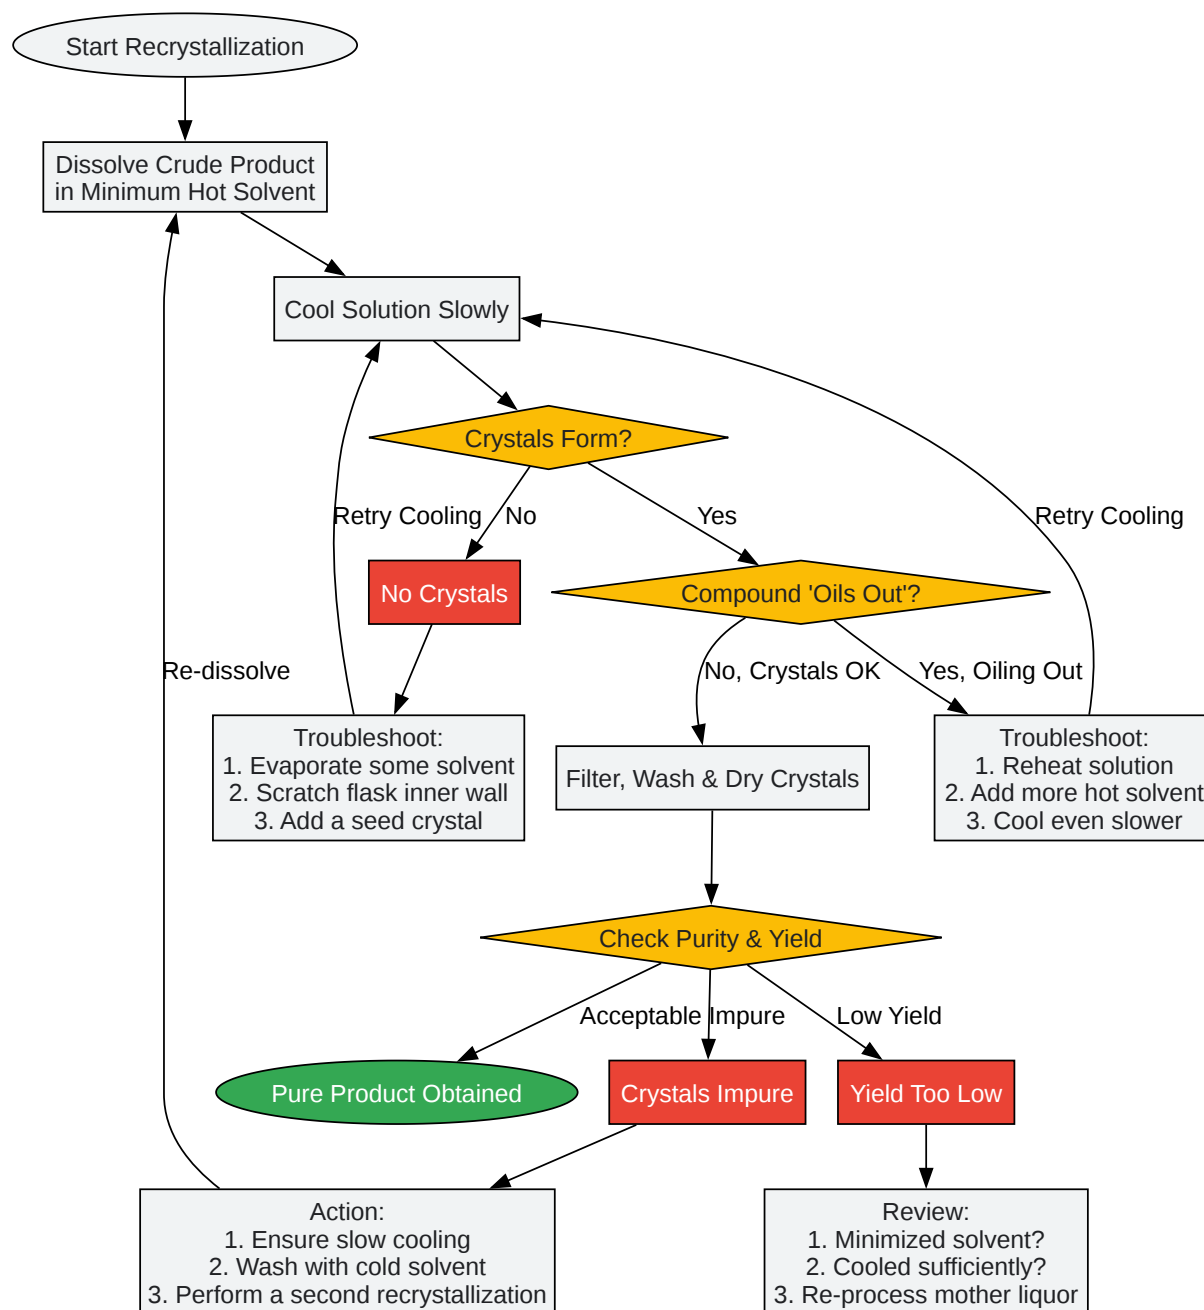 Start Recrystallization
Dissolve Crude Product
in Minimum Hot Solvent
Cool Solution Slowly
Crystals Form?
Retry Cooling
No
Yes
Retry Cooling
No Crystals
Compound 'Oils Out'?
Re-dissolve
No, Crystals OK
Yes, Oiling Out
Troubleshoot:
1. Evaporate some solvent
2. Scratch flask inner wall
3. Add a seed crystal
Filter, Wash & Dry Crystals
Troubleshoot:
1. Reheat solution
2. Add more hot solvent
3. Cool even slower
Check Purity & Yield
Acceptable
Impure
Low Yield
Pure Product Obtained
Crystals Impure
Yield Too Low
Action:
1. Ensure slow cooling
2. Wash with cold solvent
3. Perform a second recrystallization
Review:
1. Minimized solvent?
2. Cooled sufficiently?
3. Re-process mother liquor